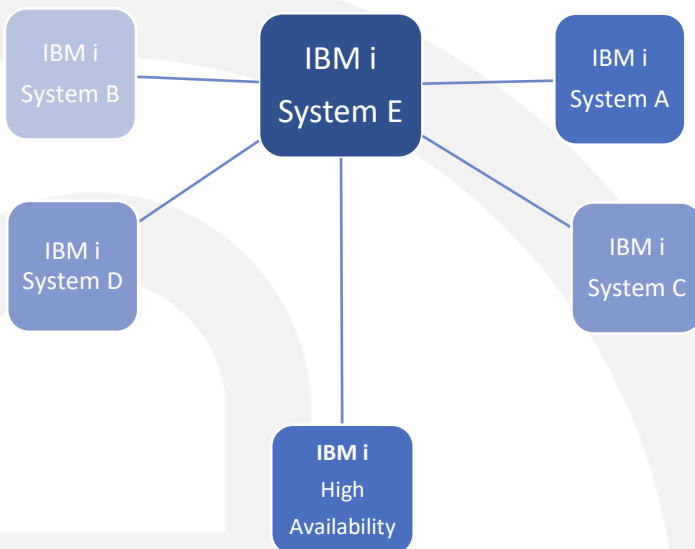 IBM i
System B
IBM i
System E
IBM i
System A
IBM i
System D
IBM i
System C
IBM i
High
Availability